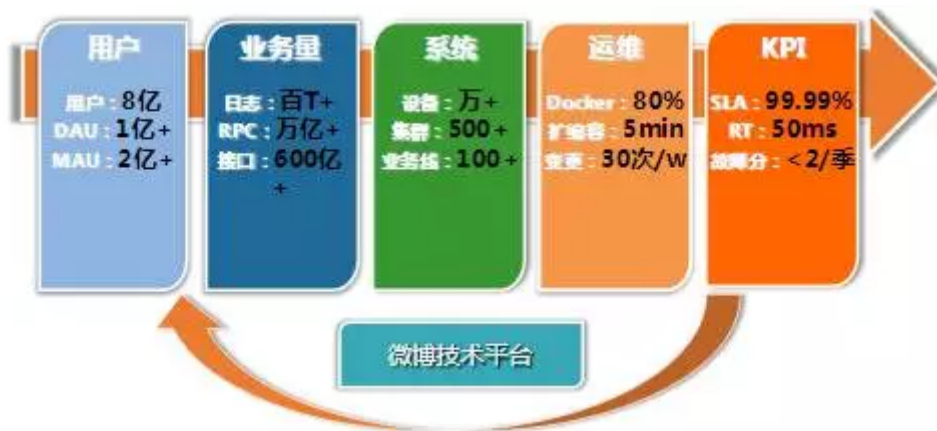 用户
用户：8亿
DAU：1亿+
MAU：2亿+
业务量
日志：百T+
RPC：万亿+
接口：600亿
+
系统
设备：万+
集群：500+
业务线：100+
运维
Docker：80%
扩缩容：5min
变更：30次/w
KPI
SLA：99.99%
RT：50ms
故障分：<2/季
微博技术平台